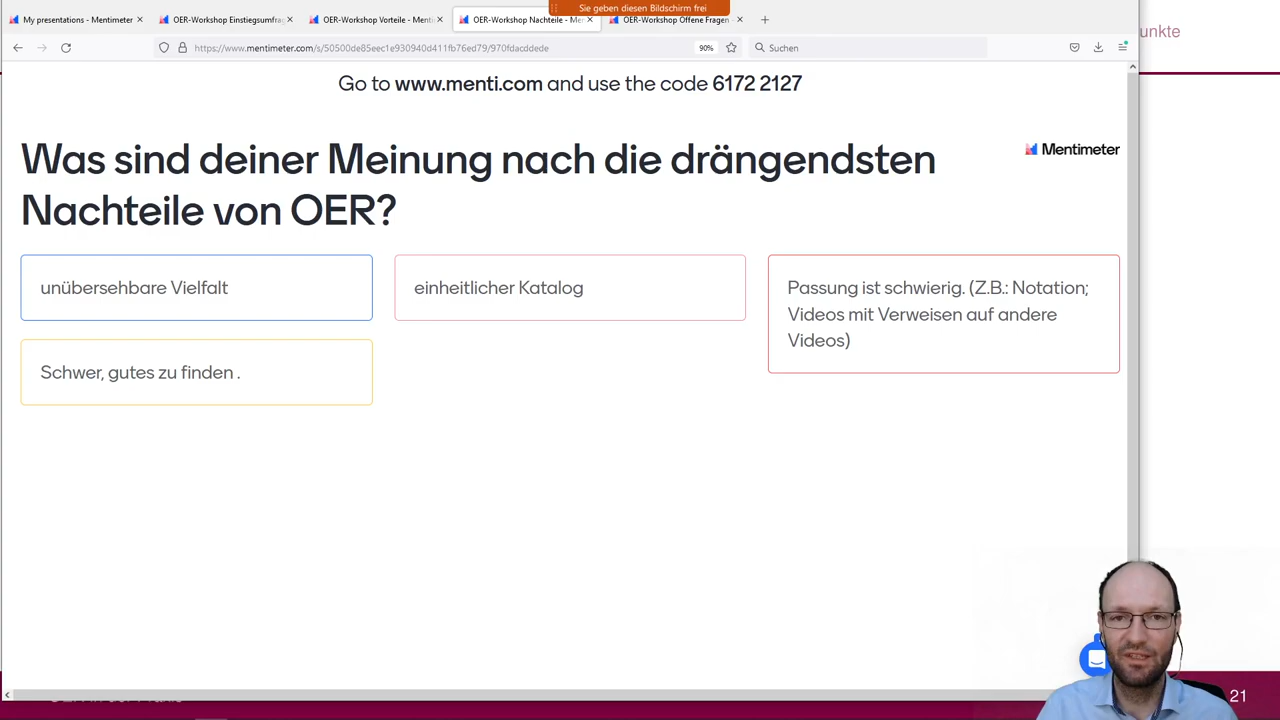 My presentations - Mentimeter
OER-Workshop Einstiegsumfrag
OER-Workshop Vorteile - Menti
OER-Workshop Nachteile - Men
OER-Workshop Offene Fragen -
Sie geben diesen Bildschirm frei
https://www.mentimeter.com/s/50500de85eec1e930940d411fb76ed79/970fdacddede
90%
Suchen
unkte
Go to www.menti.com and use the code 6172 2127
Was sind deiner Meinung nach die drängendsten
Nachteile von OER?
Mentimeter
unübersehbare Vielfalt
einheitlicher Katalog
Passung ist schwierig. (Z.B.: Notation;
Videos mit Verweisen auf andere
Videos)
Schwer, gutes zu finden .
21